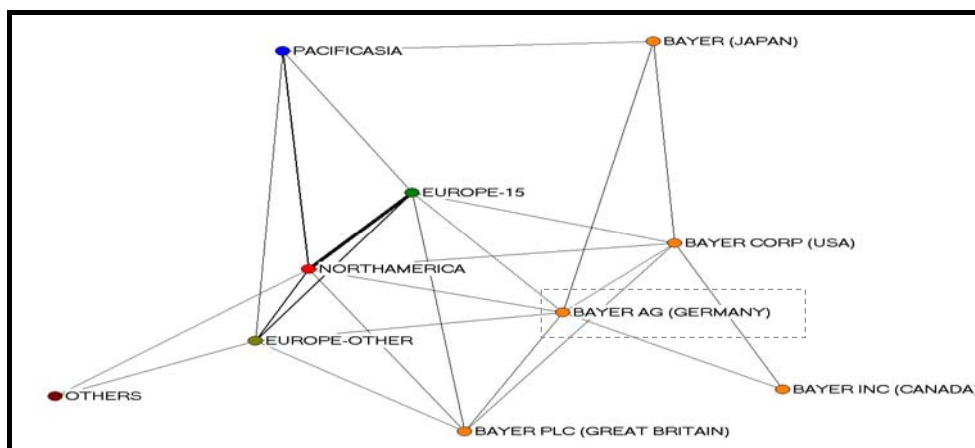 PACIFICASIA
BAYER (JAPAN)
EUROPE-15
BAYER CORP (USA)
NORTHAMERICA
BAYER AG (GERMANY)
EUROPE-OTHER
BAYER INC (CANADA)
OTHERS
BAYER PLC (GREAT BRITAIN)